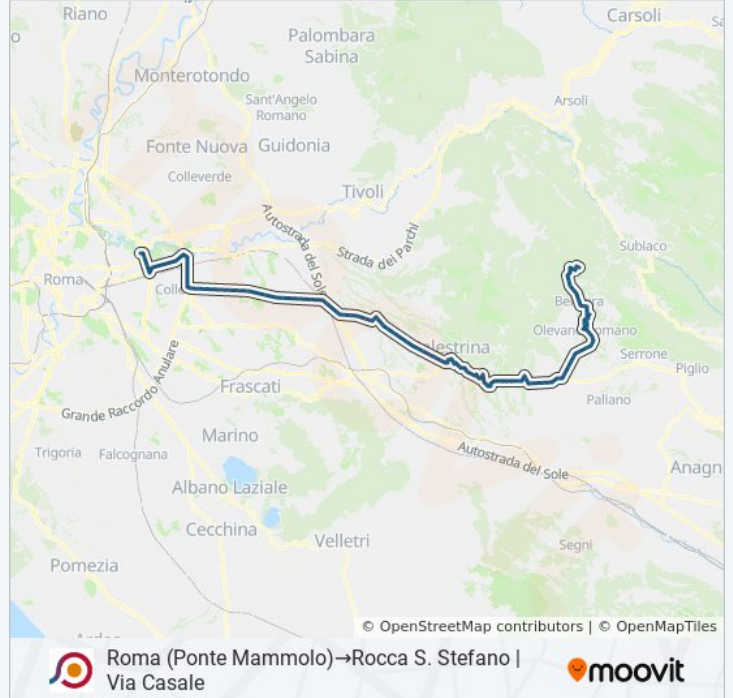 Riano
Carsoli
Palombara
Sabina
Monterotondo
Sant'Angelo
Romano
Arsoli
Fonte Nuova
Guidonia
Colleverde
Tivoli
Autostrada del Sole
Strada dei Parchi
Subiaco
Roma
Colle
Olevano Romano
Serrone
Piglio
Grande Raccordo Anulare
Frascati
Paliano
Marino
Trigoria
Falcognana
Autostrada del Sole
Anagn
Albano Laziale
Cecchina
Velletri
Segni
Pomezia
© OpenStreetMap contributors | © OpenMapTiles
Roma (Ponte Mammolo)→Rocca S. Stefano |
Via Casale
moovit